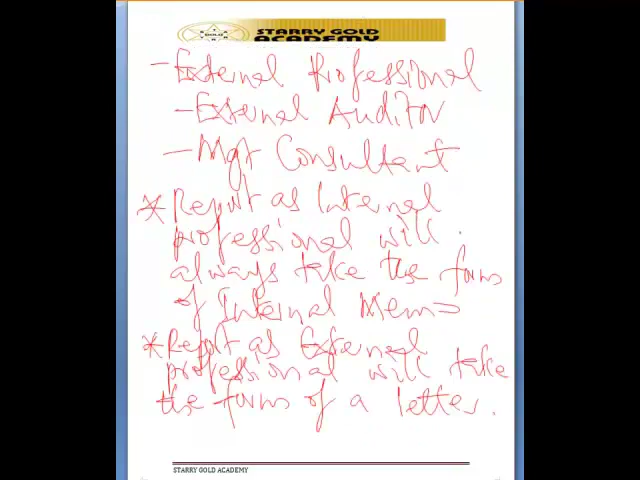 STARRY GOLD
ACADEMY
- External Professional
- External Auditor
- Mgt Consultant
* Report as Internal
professional will
always take the form
of Internal Memo
* Report as External
professional will take
the form of a letter.
STARRY GOLD ACADEMY